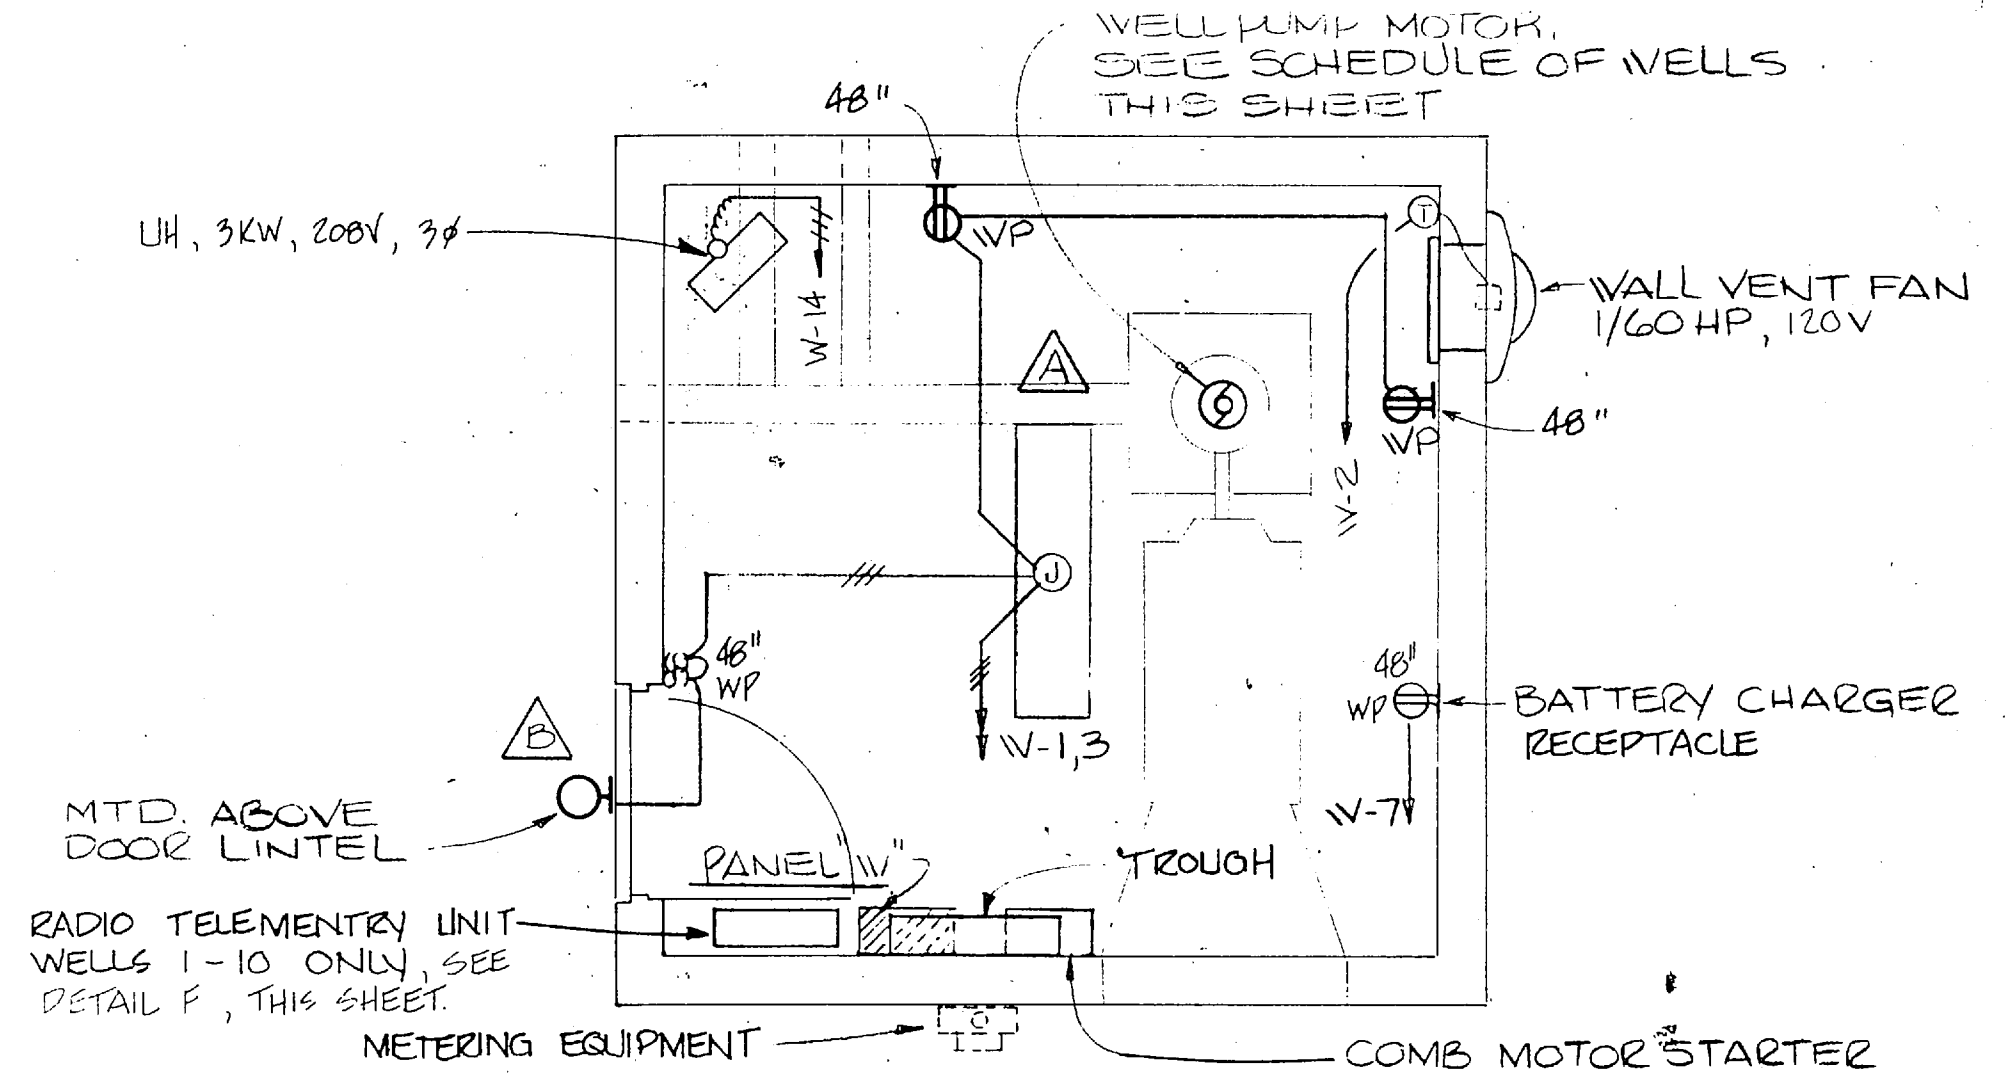 WELL PUMP MOTOR.
SEE SCHEDULE OF WELLS
THIS SHEET
48"
UH, 3KW, 208V, 3ø
WP
T
W-14
WALL VENT FAN
1/60 HP, 120V
A
48"
WP
W-2
J
48"
WP
48"
WP
BATTERY CHARGER
RECEPTACLE
B
W-1,3
W-7
MTD. ABOVE
DOOR LINTEL
PANEL "W"
TROUGH
RADIO TELEMENTRY UNIT
WELLS 1-10 ONLY, SEE
DETAIL F, THIS SHEET.
METERING EQUIPMENT
COMB MOTOR STARTER